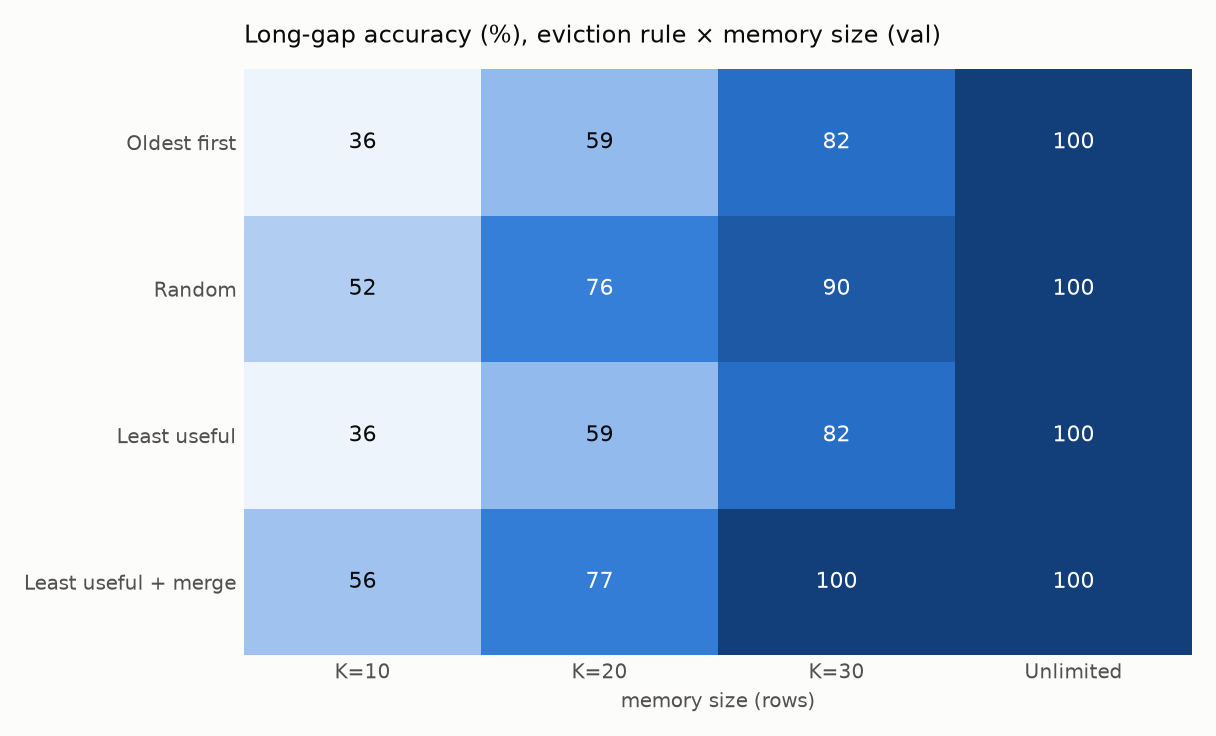 Long-gap accuracy (%), eviction rule × memory size (val)
Oldest first 36 59 82 100
Random 52 76 90 100
Least useful 36 59 82 100
Least useful + merge 56 77 100 100
K=10 K=20 K=30 Unlimited
memory size (rows)